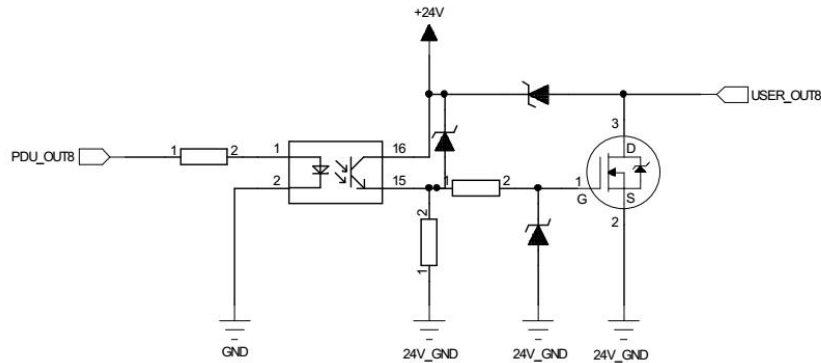 +24V
USER_OUT8
3
D
PDU_OUT8
1 2
1
16
2
15
1 2
1
G
S
2
2
1
GND
24V_GND
24V_GND
24V_GND